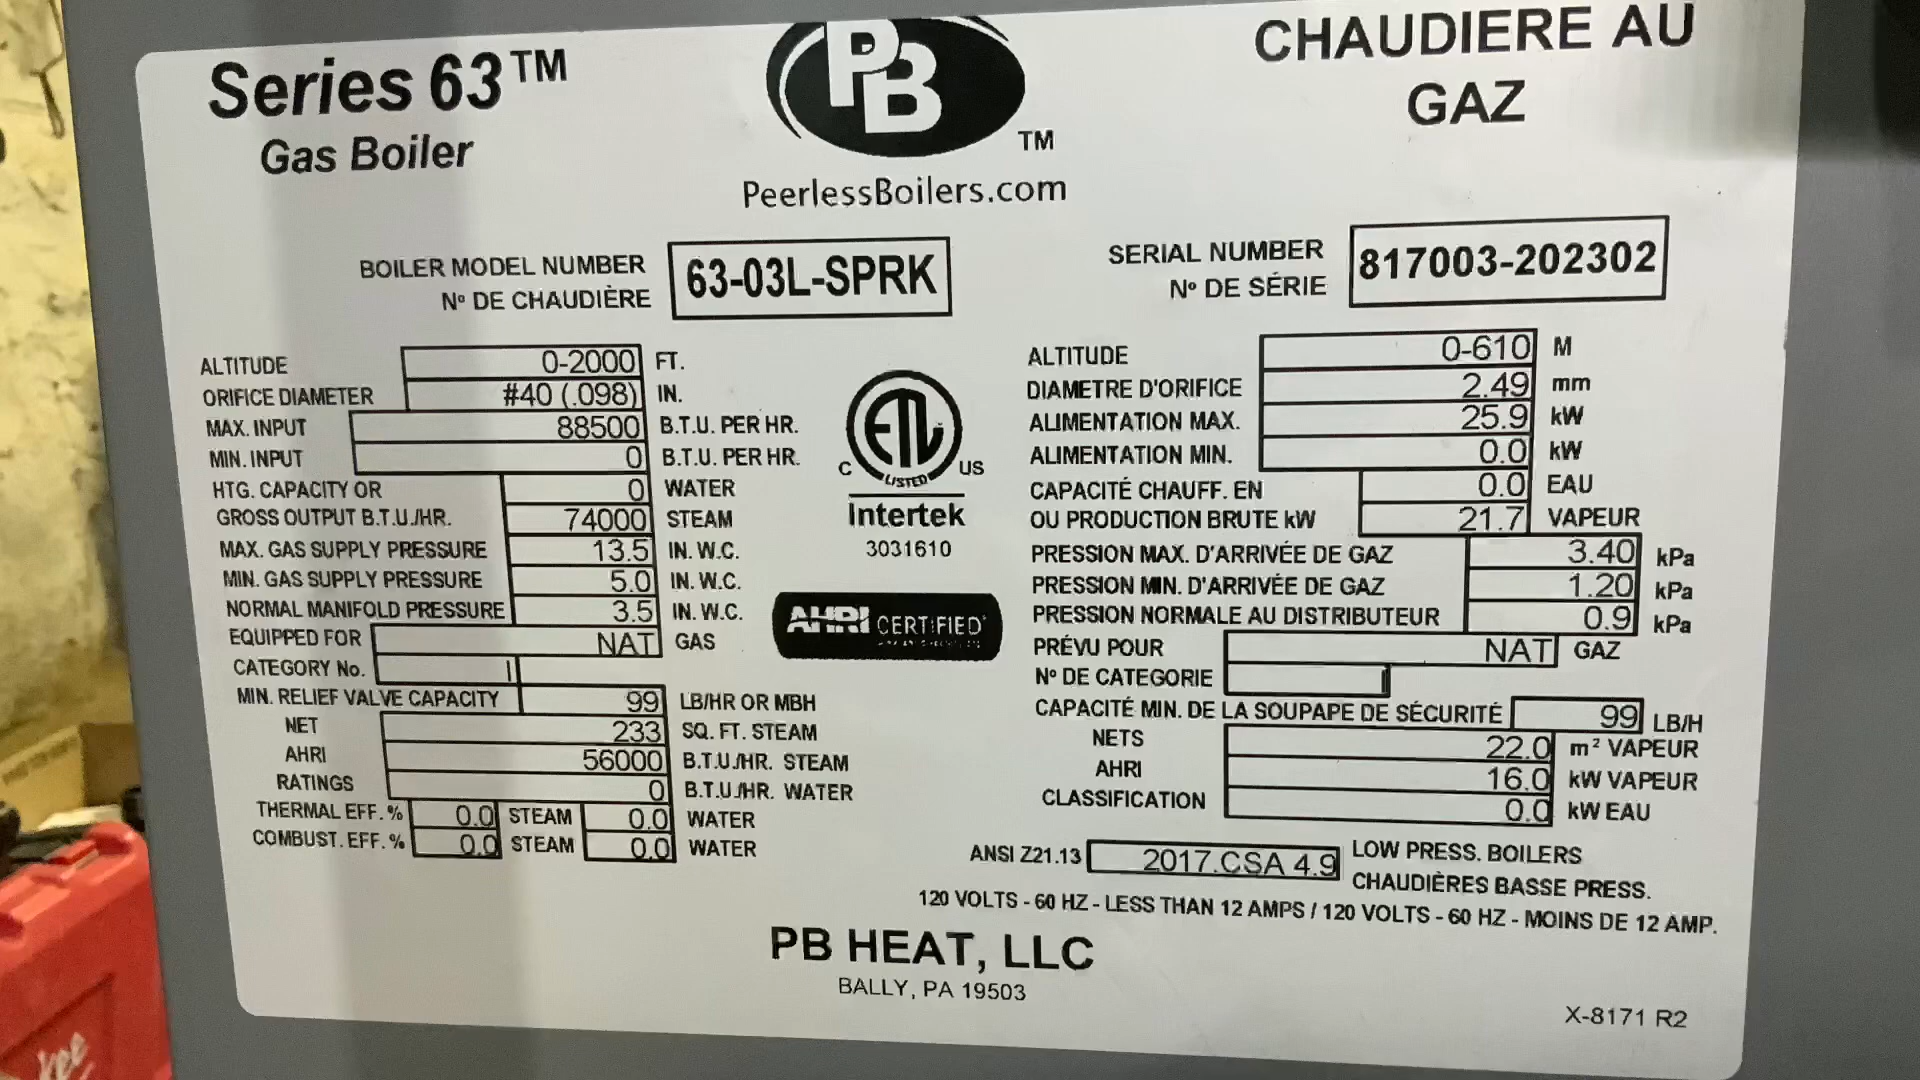 Series 63™
Gas Boiler
PB™
PeerlessBoilers.com
CHAUDIERE AU
GAZ
BOILER MODEL NUMBER
Nº DE CHAUDIÈRE
63-03L-SPRK
SERIAL NUMBER
Nº DE SÉRIE
817003-202302
ALTITUDE 0-2000 FT.
ORIFICE DIAMETER #40 (.098) IN.
MAX. INPUT 88500 B.T.U. PER HR.
MIN. INPUT 0 B.T.U. PER HR.
HTG. CAPACITY OR 0 WATER
GROSS OUTPUT B.T.U./HR. 74000 STEAM
MAX. GAS SUPPLY PRESSURE 13.5 IN. W.C.
MIN. GAS SUPPLY PRESSURE 5.0 IN. W.C.
NORMAL MANIFOLD PRESSURE 3.5 IN. W.C.
EQUIPPED FOR NAT GAS
CATEGORY No. I
MIN. RELIEF VALVE CAPACITY 99 LB/HR OR MBH
NET 233 SQ. FT. STEAM
AHRI 56000 B.T.U./HR. STEAM
RATINGS 0 B.T.U./HR. WATER
THERMAL EFF. % 0.0 STEAM 0.0 WATER
COMBUST. EFF. % 0.0 STEAM 0.0 WATER
ETL
C LISTED US
Intertek
3031610
AHRI CERTIFIED
ALTITUDE 0-610 M
DIAMETRE D'ORIFICE 2.49 mm
ALIMENTATION MAX. 25.9 kW
ALIMENTATION MIN. 0.0 kW
CAPACITÉ CHAUFF. EN 0.0 EAU
OU PRODUCTION BRUTE kW 21.7 VAPEUR
PRESSION MAX. D'ARRIVÉE DE GAZ 3.40 kPa
PRESSION MIN. D'ARRIVÉE DE GAZ 1.20 kPa
PRESSION NORMALE AU DISTRIBUTEUR 0.9 kPa
PRÉVU POUR NAT GAZ
Nº DE CATEGORIE I
CAPACITÉ MIN. DE LA SOUPAPE DE SÉCURITÉ 99 LB/H
NETS 22.0 m² VAPEUR
AHRI 16.0 kW VAPEUR
CLASSIFICATION 0.0 kW EAU
ANSI Z21.13 2017.CSA 4.9 LOW PRESS. BOILERS
CHAUDIÈRES BASSE PRESS.
120 VOLTS - 60 HZ - LESS THAN 12 AMPS / 120 VOLTS - 60 HZ - MOINS DE 12 AMP.
PB HEAT, LLC
BALLY, PA 19503
X-8171 R2